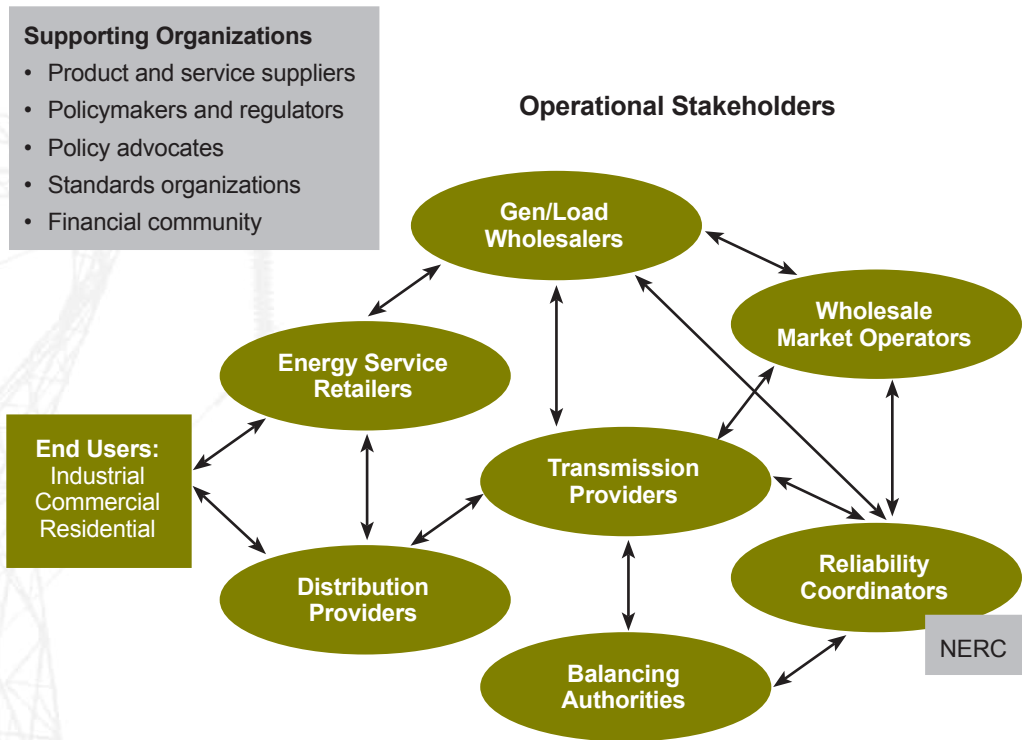 Supporting Organizations
• Product and service suppliers
• Policymakers and regulators
• Policy advocates
• Standards organizations
• Financial community
Operational Stakeholders
Gen/Load
Wholesalers
Wholesale
Market Operators
Energy Service
Retailers
End Users:
Industrial
Commercial
Residential
Transmission
Providers
Distribution
Providers
Reliability
Coordinators
NERC
Balancing
Authorities